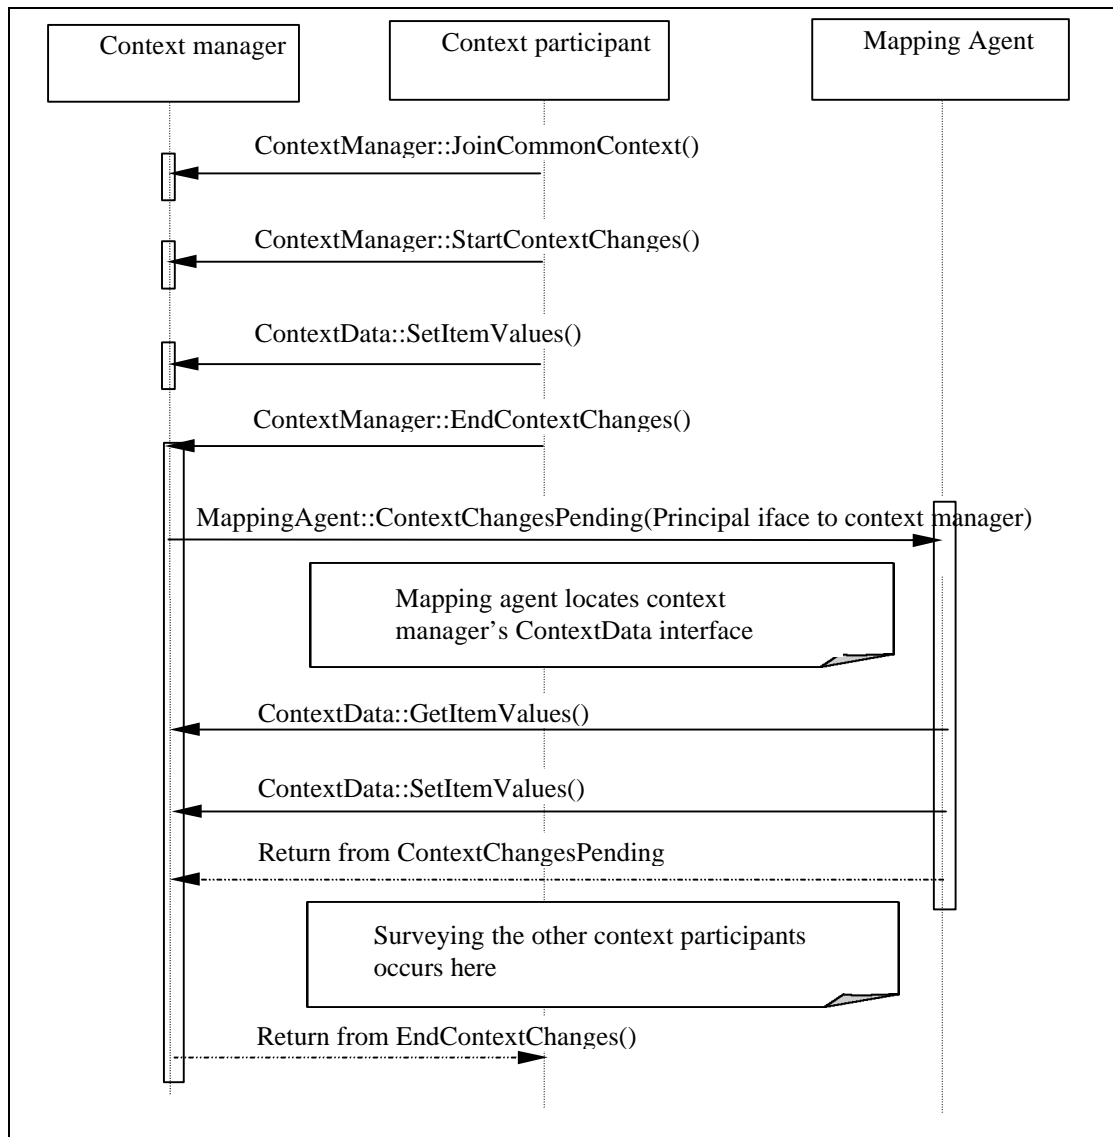 Context manager
Context participant
Mapping Agent
ContextManager::JoinCommonContext()
ContextManager::StartContextChanges()
ContextData::SetItemValues()
ContextManager::EndContextChanges()
MappingAgent::ContextChangesPending(Principal iface to context manager)
Mapping agent locates context
manager’s ContextData interface
ContextData::GetItemValues()
ContextData::SetItemValues()
Return from ContextChangesPending
Surveying the other context participants
occurs here
Return from EndContextChanges()